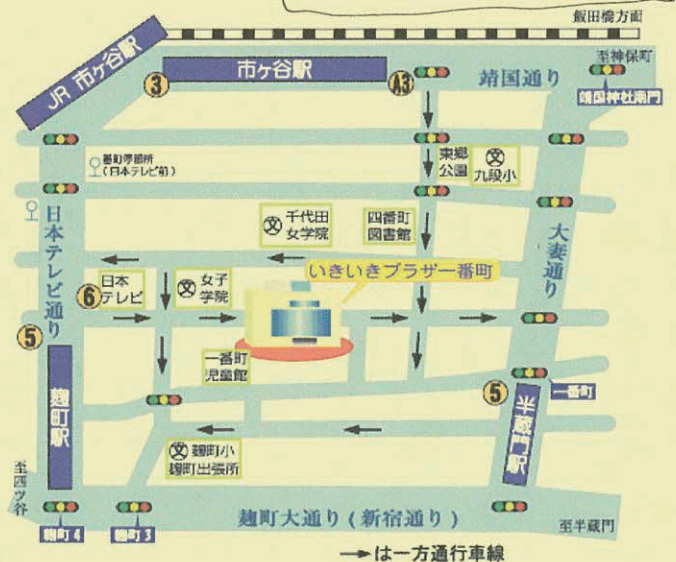 飯田橋方面
JR 市ヶ谷駅
市ヶ谷駅
3
A3
靖国通り
至神保町
靖国神社南門
番町停留所
(日本テレビ前)
東郷
公園
文
九段小
日本テレビ通り
文
千代田
女学院
四番町
図書館
大妻通り
いきいきプラザ一番町
6
日本
テレビ
文
女子
学院
5
一番町
児童館
麹町駅
5
一番町
半蔵門駅
文
麹町小
麹町出張所
至四ツ谷
麹町大通り(新宿通り)
至半蔵門
麹町4
麹町3
→は一方通行車線